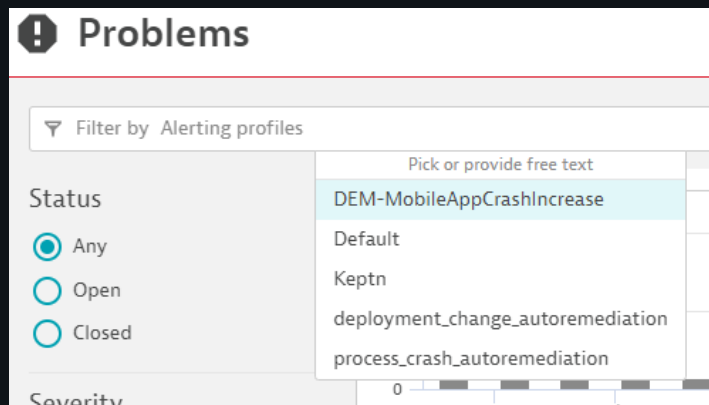 Problems
Filter by Alerting profiles
Pick or provide free text
DEM-MobileAppCrashIncrease
Default
Keptn
deployment_change_autoremediation
process_crash_autoremediation
Status
Any
Open
Closed
Severity
0